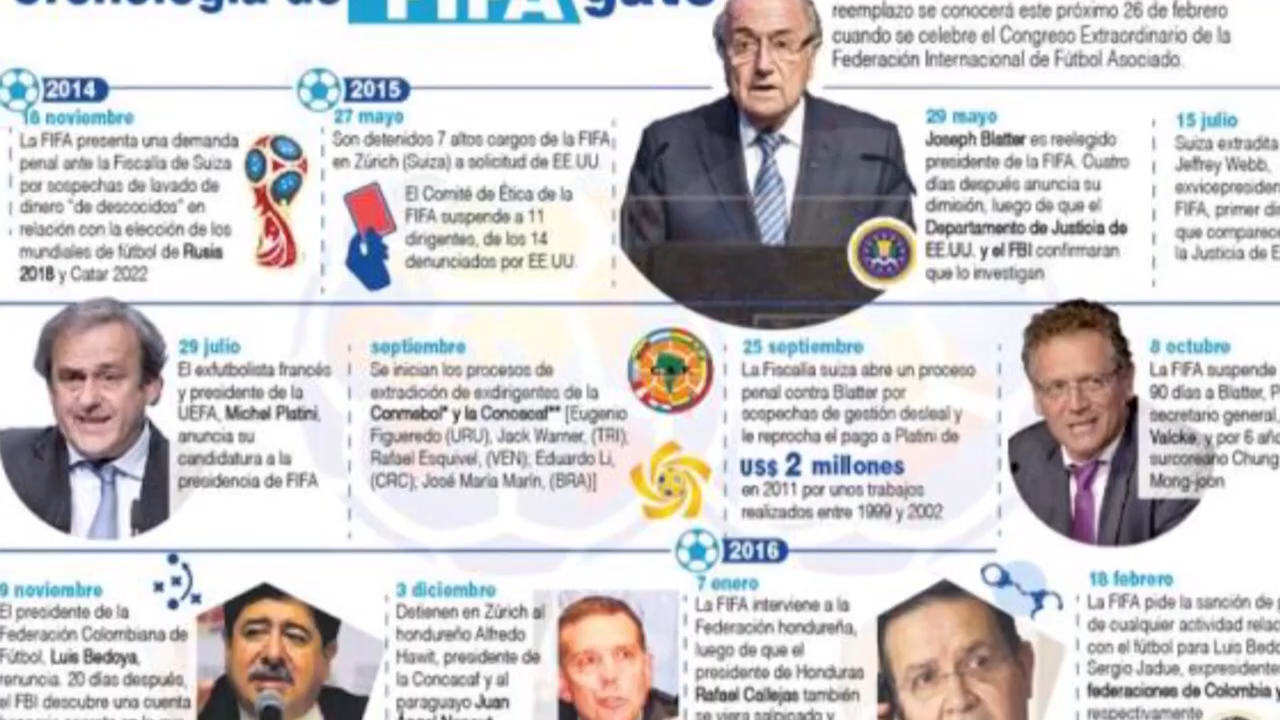 Cronología de FIFA gate
reemplazo se conocerá este próximo 26 de febrero
cuando se celebre el Congreso Extraordinario de la
Federación Internacional de Fútbol Asociado.
2014
16 noviembre
La FIFA presenta una demanda
penal ante la Fiscalía de Suiza
por sospechas de lavado de
dinero "de descocidos" en
relación con la elección de los
mundiales de fútbol de Rusia
2018 y Catar 2022
2015
27 mayo
Son detenidos 7 altos cargos de la FIFA
en Zúrich (Suiza) a solicitud de EE.UU.
El Comité de Ética de la
FIFA suspende a 11
dirigentes, de los 14
denunciados por EE.UU.
29 mayo
Joseph Blatter es reelegido
presidente de la FIFA. Cuatro
días después anuncia su
dimisión, luego de que el
Departamento de Justicia de
EE.UU. y el FBI confirmaran
que lo investigan
15 julio
Suiza extradita
Jeffrey Webb,
exvicepresiden
FIFA, primer di
que comparece
la Justicia de E
29 julio
El exfutbolista francés
y presidente de la
UEFA, Michel Platini,
anuncia su
candidatura a la
presidencia de FIFA
septiembre
Se inician los procesos de
extradición de exdirigentes de la
Conmebol* y la Concacaf** [Eugenio
Figueredo (URU), Jack Warner, (TRI);
Rafael Esquivel, (VEN); Eduardo Li,
(CRC); José María Marín, (BRA)]
25 septiembre
La Fiscalía suiza abre un proceso
penal contra Blatter por
sospechas de gestión desleal y
le reprocha el pago a Platini de
US$ 2 millones
en 2011 por unos trabajos
realizados entre 1999 y 2002
8 octubre
La FIFA suspende
90 días a Blatter, P
secretario general,
Valcke, y por 6 año
surcoreano Chung
Mong-joon
9 noviembre
El presidente de la
Federación Colombiana de
Fútbol, Luis Bedoya,
renuncia. 20 días después,
el FBI descubre una cuenta
3 diciembre
Detienen en Zúrich al
hondureño Alfredo
Hawit, presidente de
la Concacaf y al
paraguayo Juan
2016
7 enero
La FIFA interviene a la
Federación hondureña,
luego de que el
presidente de Honduras
Rafael Callejas también
se viera salpicado y
18 febrero
La FIFA pide la sanción de
de cualquier actividad relac
con el fútbol para Luis Bedo
Sergio Jadue, expresidente
federaciones de Colombia y
respectivamente